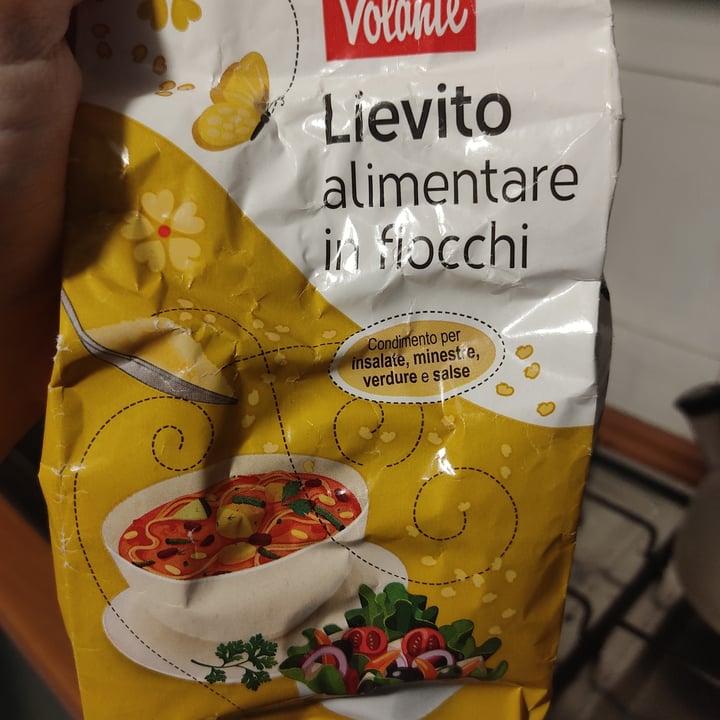 Volante
Lievito
alimentare
in fiocchi
Condimento per
insalate, minestre,
verdure e salse